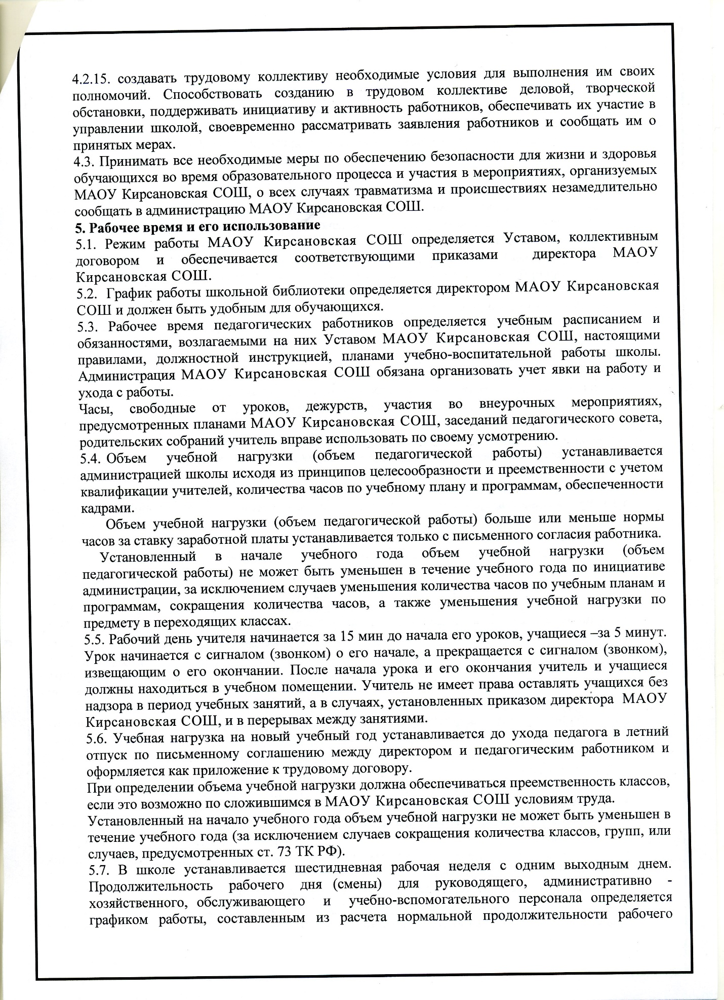 4.2.15. создавать трудовому коллективу необходимые условия для выполнения им своих
полномочий. Способствовать созданию в трудовом коллективе деловой, творческой
обстановки, поддерживать инициативу и активность работников, обеспечивать их участие в
управлении школой, своевременно рассматривать заявления работников и сообщать им о
принятых мерах.
4.3. Принимать все необходимые меры по обеспечению безопасности для жизни и здоровья
обучающихся во время образовательного процесса и участия в мероприятиях, организуемых
МАОУ Кирсановская СОШ, о всех случаях травматизма и происшествиях незамедлительно
сообщать в администрацию МАОУ Кирсановская СОШ.
5. Рабочее время и его использование
5.1. Режим работы МАОУ Кирсановская СОШ определяется Уставом, коллективным
договором и обеспечивается соответствующими приказами директора МАОУ
Кирсановская СОШ.
5.2. График работы школьной библиотеки определяется директором МАОУ Кирсановская
СОШ и должен быть удобным для обучающихся.
5.3. Рабочее время педагогических работников определяется учебным расписанием и
обязанностями, возлагаемыми на них Уставом МАОУ Кирсановская СОШ, настоящими
правилами, должностной инструкцией, планами учебно-воспитательной работы школы.
Администрация МАОУ Кирсановская СОШ обязана организовать учет явки на работу и
ухода с работы.
Часы, свободные от уроков, дежурств, участия во внеурочных мероприятиях,
предусмотренных планами МАОУ Кирсановская СОШ, заседаний педагогического совета,
родительских собраний учитель вправе использовать по своему усмотрению.
5.4. Объем учебной нагрузки (объем педагогической работы) устанавливается
администрацией школы исходя из принципов целесообразности и преемственности с учетом
квалификации учителей, количества часов по учебному плану и программам, обеспеченности
кадрами.
Объем учебной нагрузки (объем педагогической работы) больше или меньше нормы
часов за ставку заработной платы устанавливается только с письменного согласия работника.
Установленный в начале учебного года объем учебной нагрузки (объем
педагогической работы) не может быть уменьшен в течение учебного года по инициативе
администрации, за исключением случаев уменьшения количества часов по учебным планам и
программам, сокращения количества часов, а также уменьшения учебной нагрузки по
предмету в переходящих классах.
5.5. Рабочий день учителя начинается за 15 мин до начала его уроков, учащиеся –за 5 минут.
Урок начинается с сигналом (звонком) о его начале, а прекращается с сигналом (звонком),
извещающим о его окончании. После начала урока и его окончания учитель и учащиеся
должны находиться в учебном помещении. Учитель не имеет права оставлять учащихся без
надзора в период учебных занятий, а в случаях, установленных приказом директора МАОУ
Кирсановская СОШ, и в перерывах между занятиями.
5.6. Учебная нагрузка на новый учебный год устанавливается до ухода педагога в летний
отпуск по письменному соглашению между директором и педагогическим работником и
оформляется как приложение к трудовому договору.
При определении объема учебной нагрузки должна обеспечиваться преемственность классов,
если это возможно по сложившимся в МАОУ Кирсановская СОШ условиям труда.
Установленный на начало учебного года объем учебной нагрузки не может быть уменьшен в
течение учебного года (за исключением случаев сокращения количества классов, групп, или
случаев, предусмотренных ст. 73 ТК РФ).
5.7. В школе устанавливается шестидневная рабочая неделя с одним выходным днем.
Продолжительность рабочего дня (смены) для руководящего, административно -
хозяйственного, обслуживающего и учебно-вспомогательного персонала определяется
графиком работы, составленным из расчета нормальной продолжительности рабочего